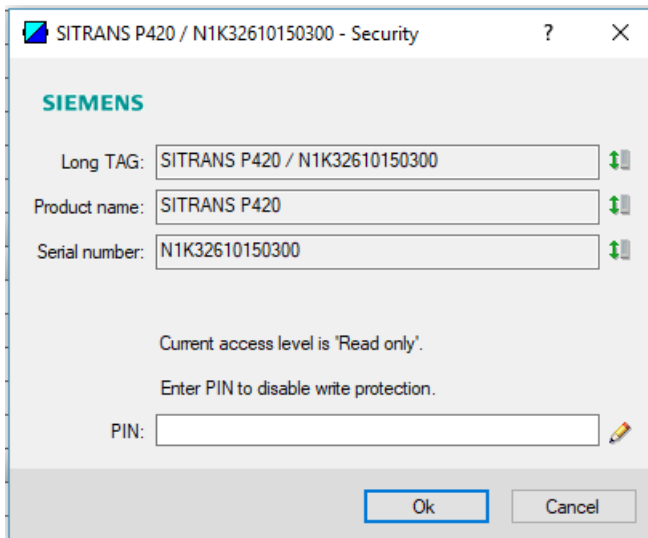 SITRANS P420 / N1K32610150300 - Security ?
SIEMENS
Long TAG: SITRANS P420 / N1K32610150300
Product name: SITRANS P420
Serial number: N1K32610150300
Current access level is 'Read only'.
Enter PIN to disable write protection.
PIN:
Ok Cancel